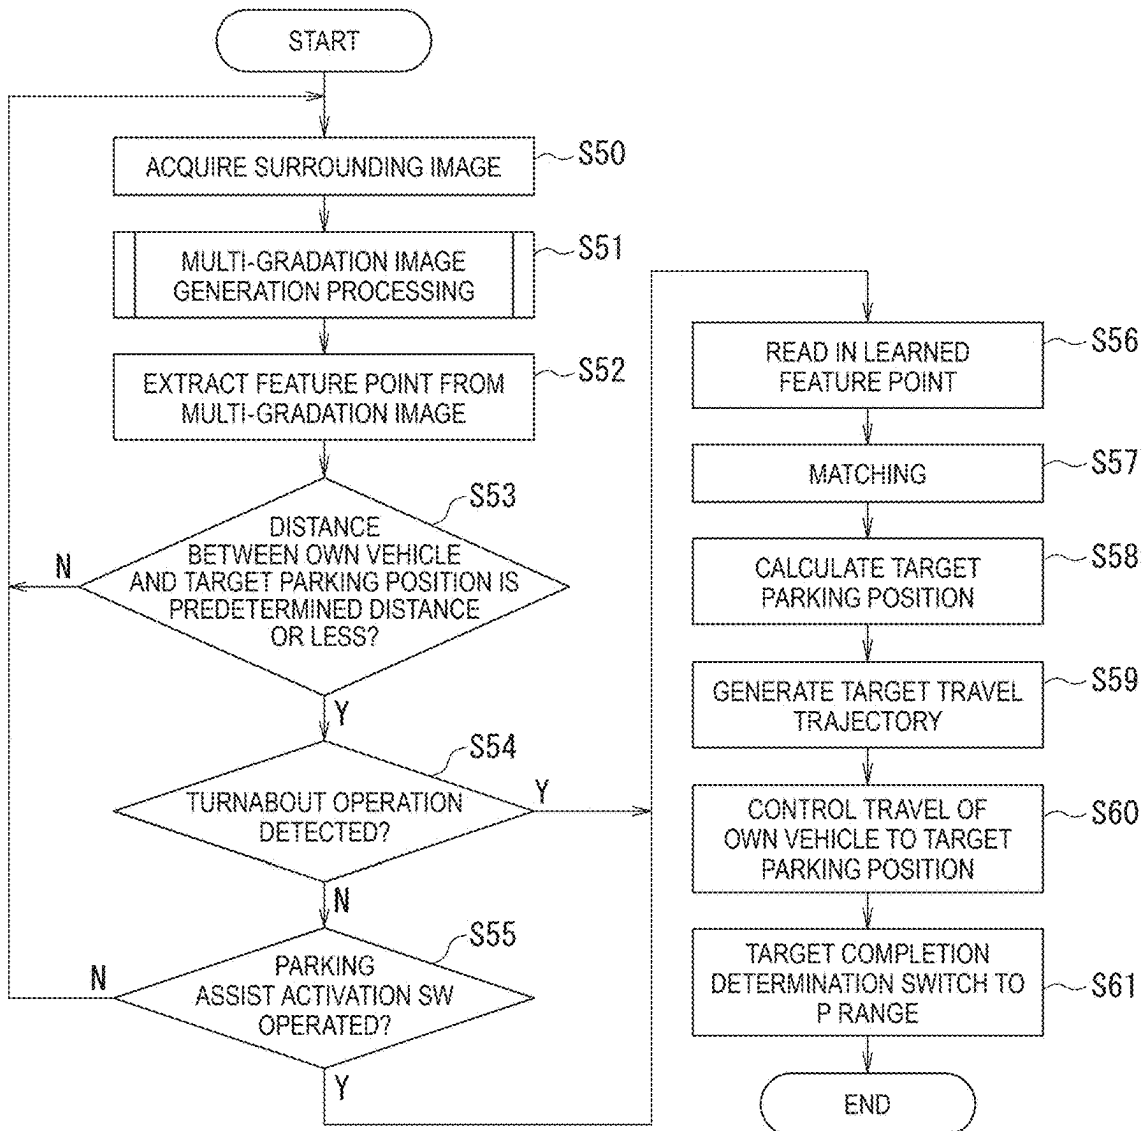 START
ACQUIRE SURROUNDING IMAGE
S50
MULTI-GRADATION IMAGE
GENERATION PROCESSING
S51
EXTRACT FEATURE POINT FROM
MULTI-GRADATION IMAGE
S52
S53
DISTANCE
BETWEEN OWN VEHICLE
AND TARGET PARKING POSITION IS
PREDETERMINED DISTANCE
OR LESS?
N
Y
S54
TURNABOUT OPERATION
DETECTED?
Y
N
S55
PARKING
ASSIST ACTIVATION SW
OPERATED?
N
Y
READ IN LEARNED
FEATURE POINT
S56
MATCHING
S57
CALCULATE TARGET
PARKING POSITION
S58
GENERATE TARGET TRAVEL
TRAJECTORY
S59
CONTROL TRAVEL OF
OWN VEHICLE TO TARGET
PARKING POSITION
S60
TARGET COMPLETION
DETERMINATION SWITCH TO
P RANGE
S61
END